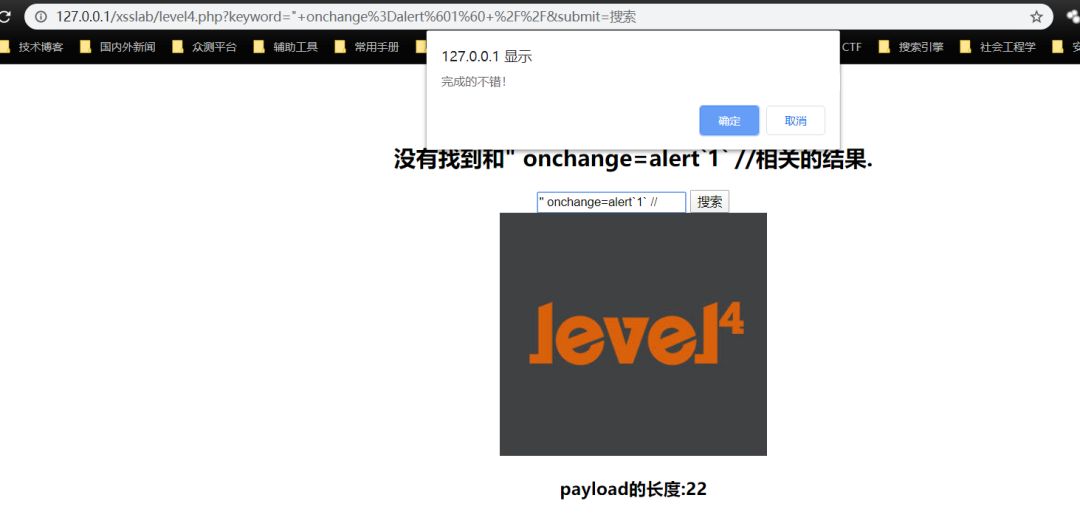 127.0.0.1/xsslab/level4.php?keyword="+onchange%3Dalert%601%60+%2F%2F&submit=搜索
技术博客 国内外新闻 众测平台 辅助工具 常用手册 CTF 搜索引擎 社会工程学
127.0.0.1 显示
完成的不错!
确定 取消
没有找到和" onchange=alert`1` //相关的结果.
" onchange=alert`1` // 搜索
level4
payload的长度:22